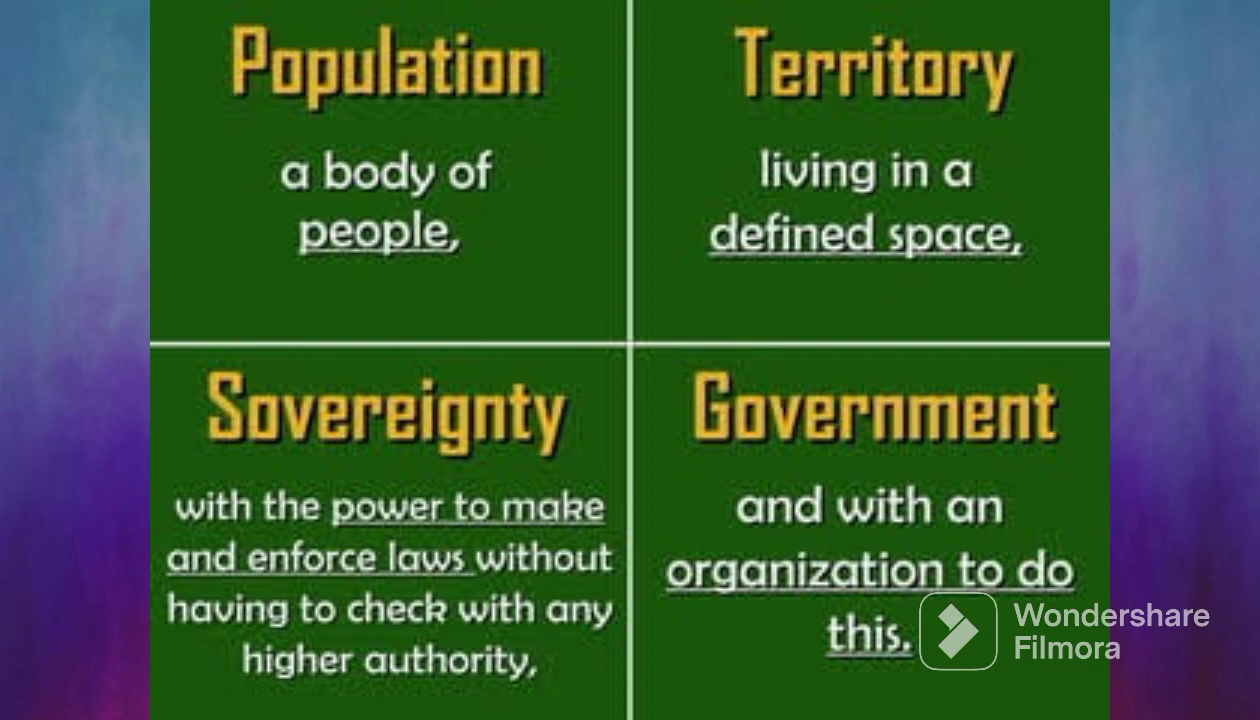 Population
a body of
people,
Territory
living in a
defined space,
Sovereignty
with the power to make
and enforce laws without
having to check with any
higher authority,
Government
and with an
organization to do
this.
Wondershare
Filmora